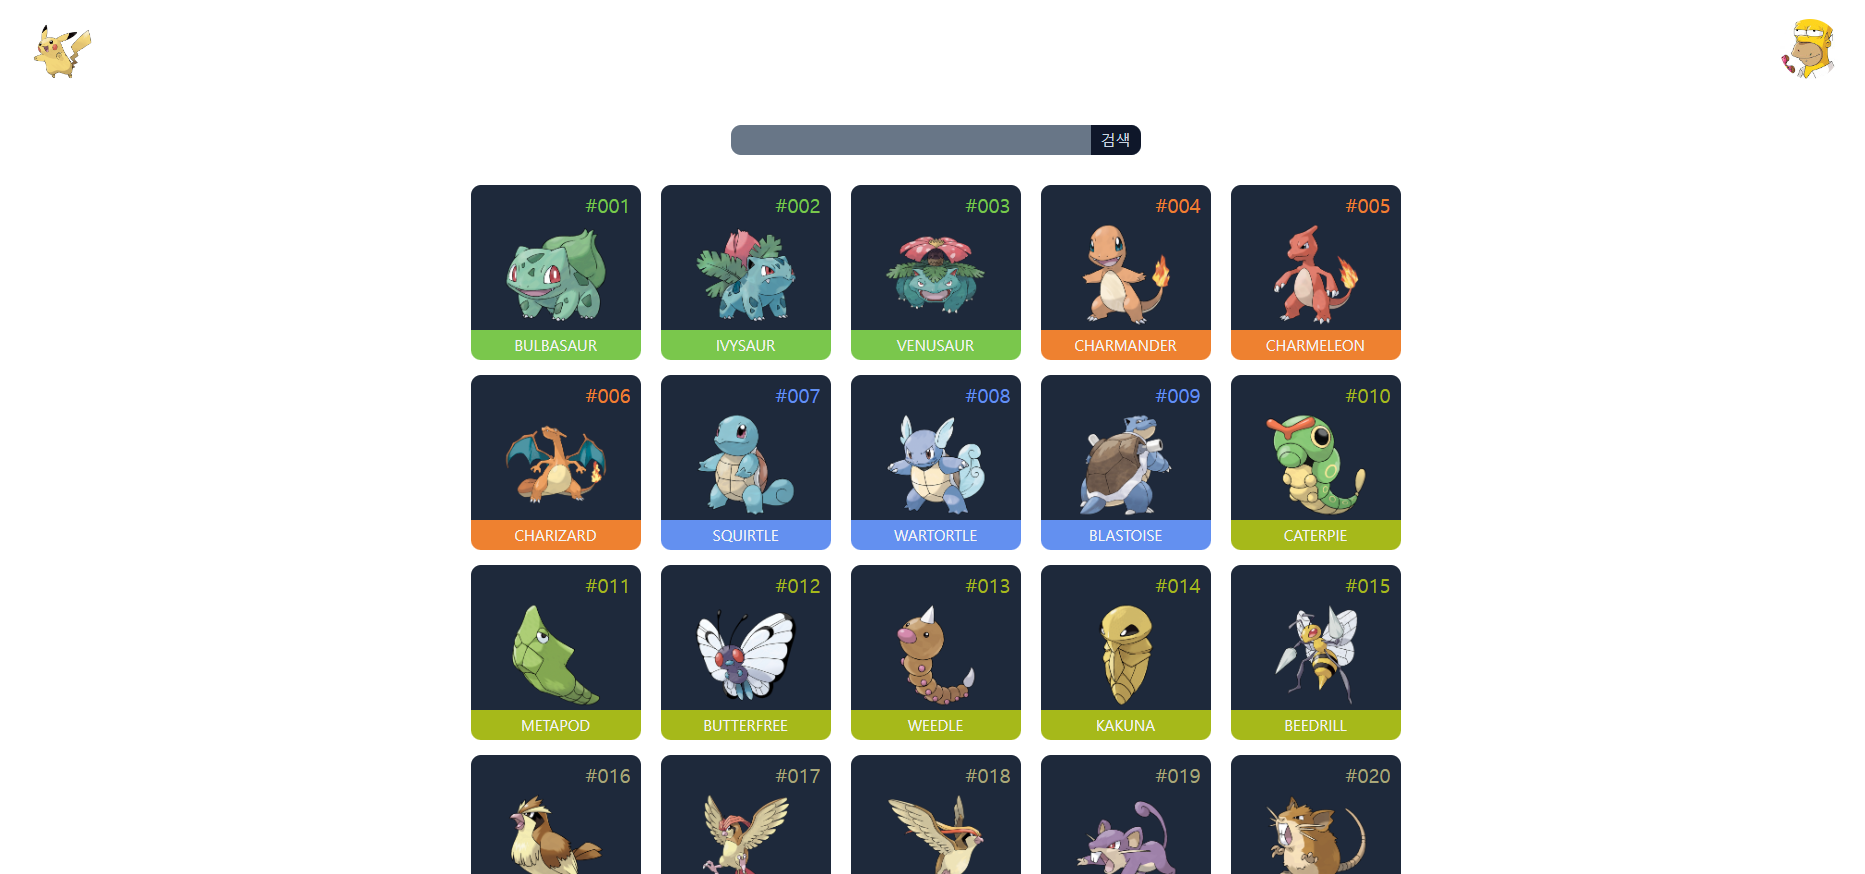 검색
#001 #002 #003 #004 #005
BULBASAUR IVYSAUR VENUSAUR CHARMANDER CHARMELEON
#006 #007 #008 #009 #010
CHARIZARD SQUIRTLE WARTORTLE BLASTOISE CATERPIE
#011 #012 #013 #014 #015
METAPOD BUTTERFREE WEEDLE KAKUNA BEEDRILL
#016 #017 #018 #019 #020